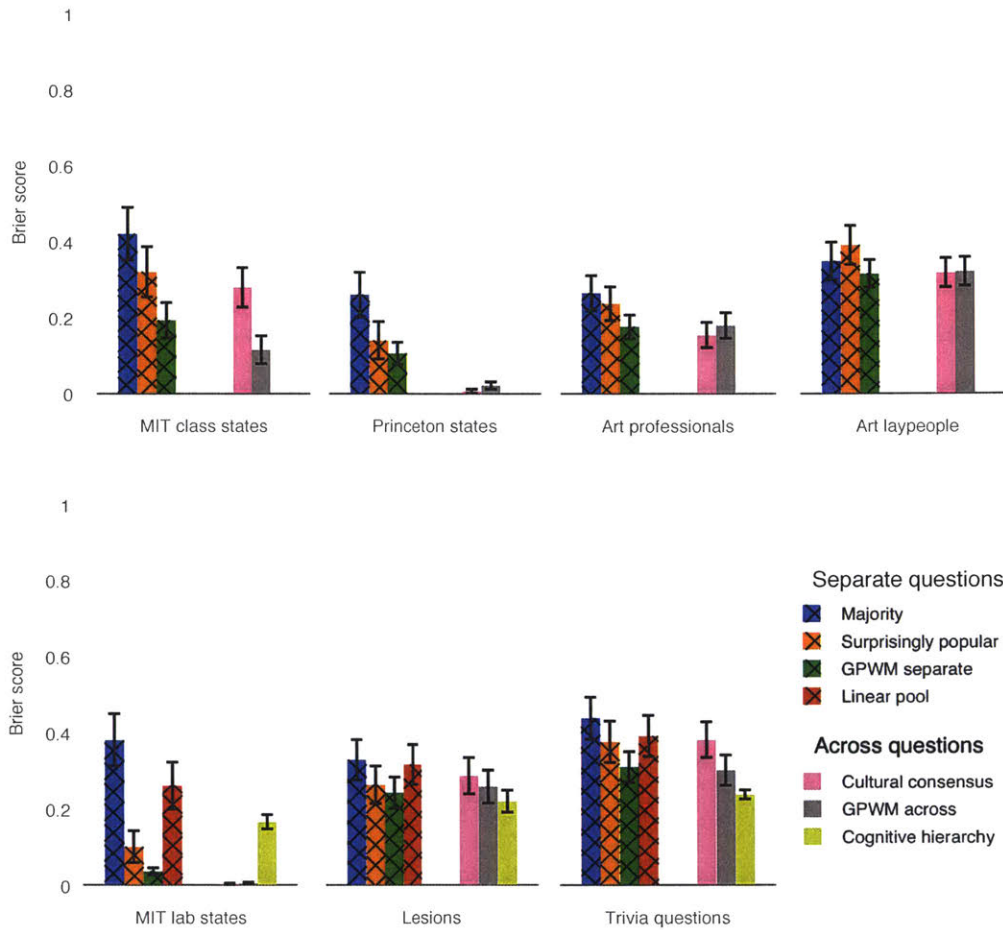 1
0.8
0.6
0.4
0.2
0
Brier score
MIT class states
Princeton states
Art professionals
Art laypeople
1
0.8
0.6
0.4
0.2
0
Brier score
MIT lab states
Lesions
Trivia questions
Separate questions
Majority
Surprisingly popular
GPWM separate
Linear pool
Across questions
Cultural consensus
GPWM across
Cognitive hierarchy